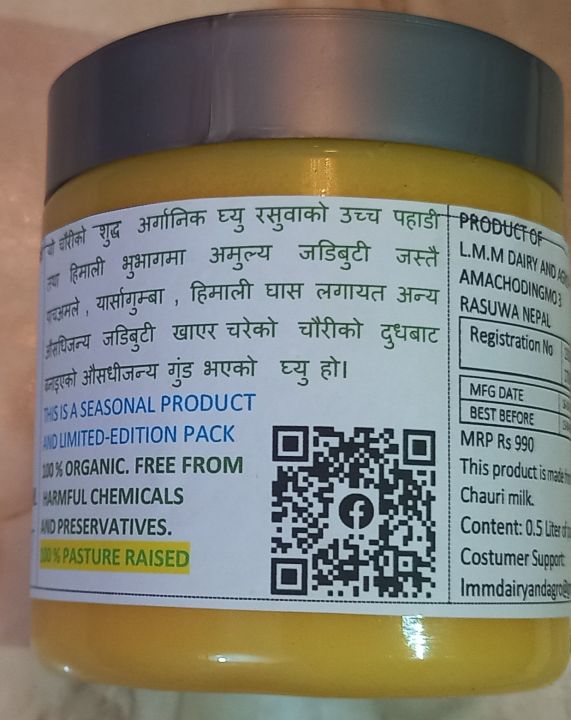 यो चौरीको शुद्ध अर्गानिक घ्यु रसुवाको उच्च पहाडी
तथा हिमाली भुभागमा अमुल्य जडिबुटी जस्तै
पाचअमले , यार्सागुम्बा , हिमाली घास लगायत अन्य
औसधिजन्य जडिबुटी खाएर चरेको चौरीको दुधबाट
बनाइएको औसधीजन्य गुंड भएको घ्यु हो।
THIS IS A SEASONAL PRODUCT
AND LIMITED-EDITION PACK
100 % ORGANIC. FREE FROM
HARMFUL CHEMICALS
AND PRESERVATIVES.
100 % PASTURE RAISED
PRODUCT OF
L.M.M DAIRY AND
AMACHODINGMO 3
RASUWA NEPAL
Registration No
MFG DATE
BEST BEFORE
MRP Rs 990
This product is made
Chauri milk.
Content: 0.5 Liter
Costumer Support:
lmmdairyandagro@